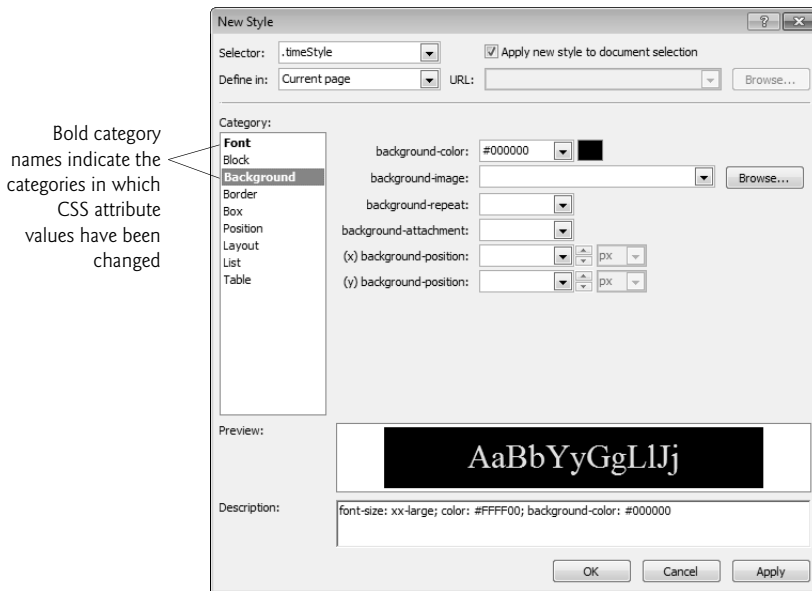 New Style
Selector: .timeStyle Apply new style to document selection
Define in: Current page URL: Browse...
Category:
Bold category
names indicate the
categories in which
CSS attribute
values have been
changed
Font
Block
Background
Border
Box
Position
Layout
List
Table
background-color: #000000
background-image: Browse...
background-repeat:
background-attachment:
(x) background-position: px
(y) background-position: px
Preview:
AaBbYyGgLlJj
Description:
font-size: xx-large; color: #FFFF00; background-color: #000000
OK Cancel Apply